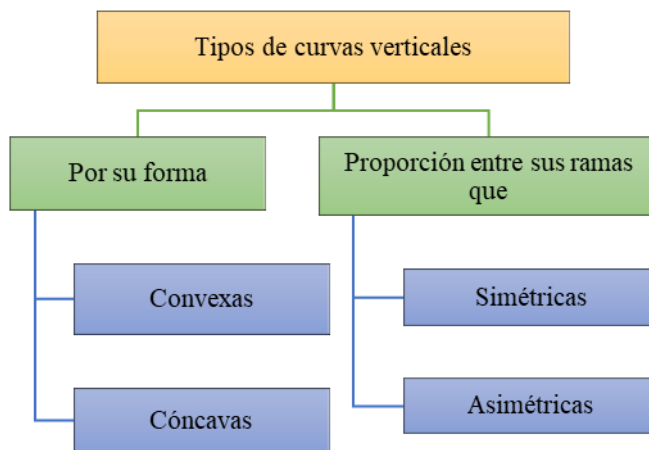 Tipos de curvas verticales
Por su forma
Proporción entre sus ramas
que
Convexas
Simétricas
Cóncavas
Asimétricas